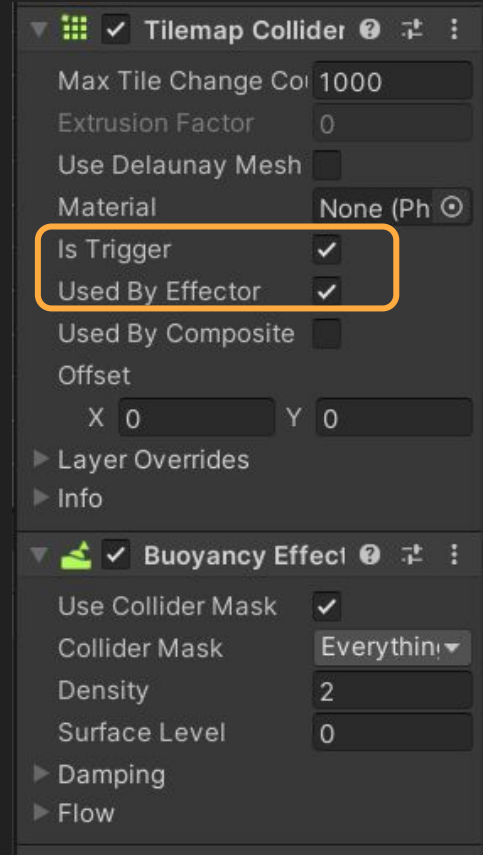 Tilemap Collider
Max Tile Change Cou 1000
Extrusion Factor 0
Use Delaunay Mesh
Material None (Ph
Is Trigger
Used By Effector
Used By Composite
Offset
X 0 Y 0
Layer Overrides
Info
Buoyancy Effect
Use Collider Mask
Collider Mask Everything
Density 2
Surface Level 0
Damping
Flow